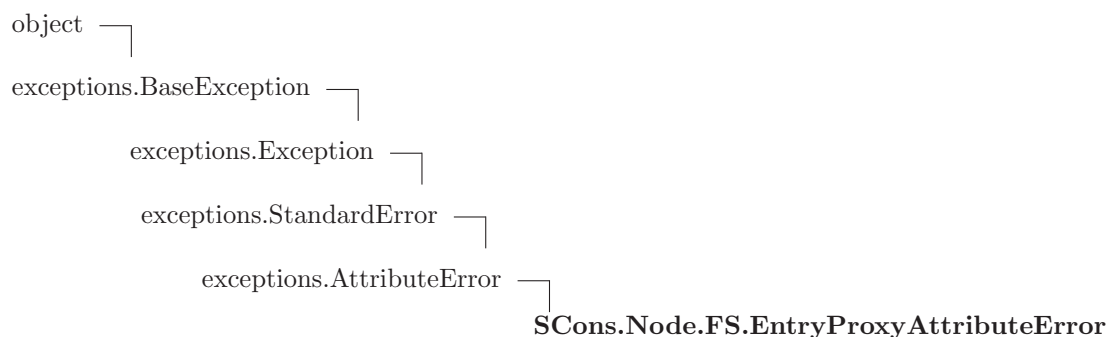 object
exceptions.BaseException
exceptions.Exception
exceptions.StandardError
exceptions.AttributeError
SCons.Node.FS.EntryProxyAttributeError